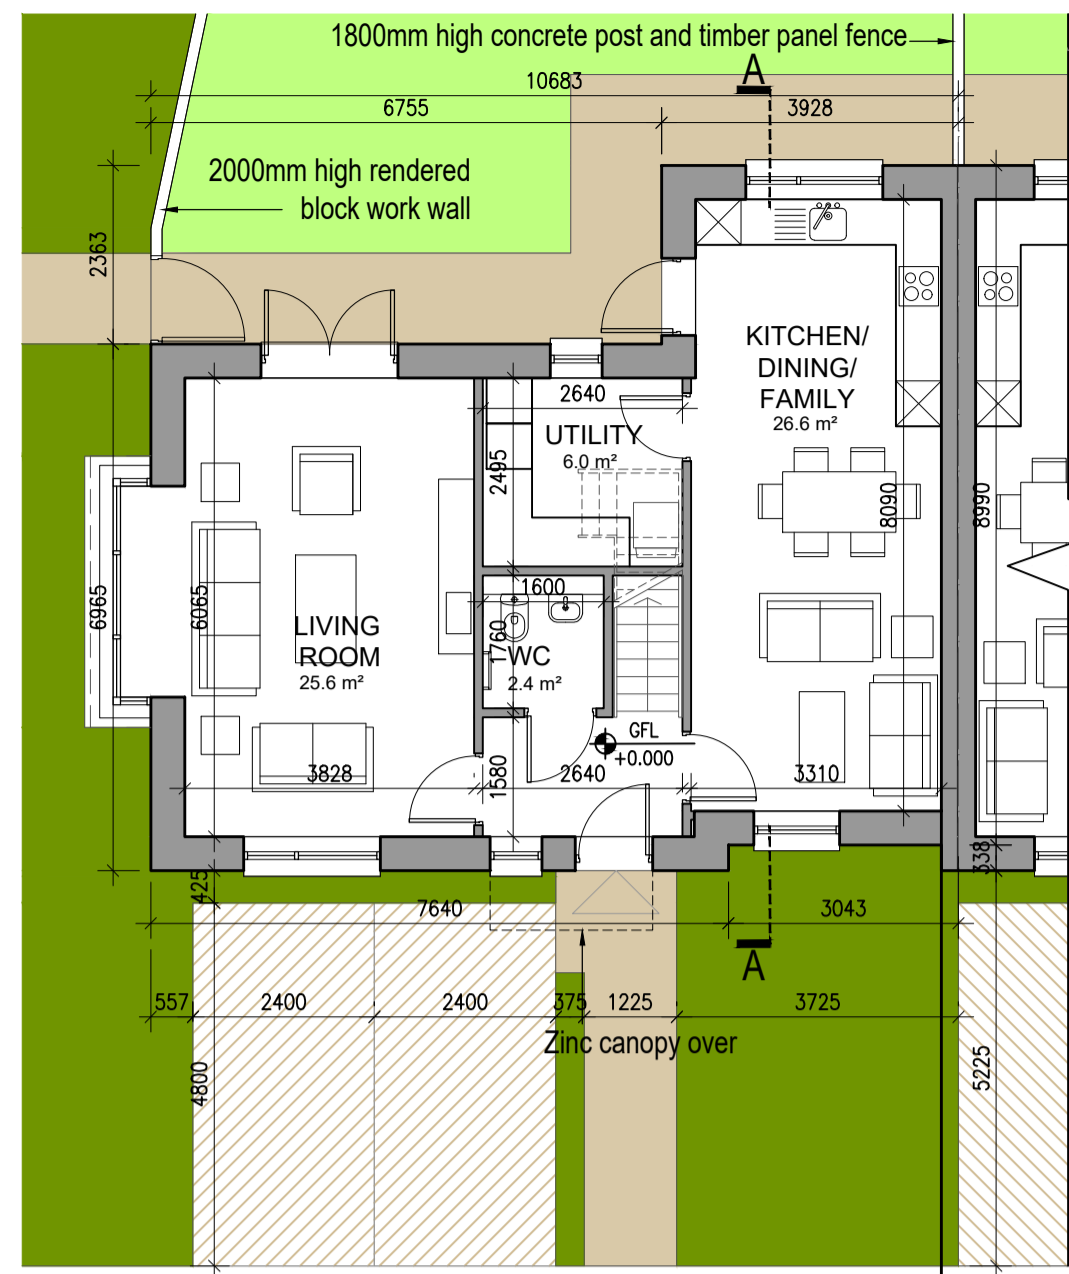 1800mm high concrete post and timber panel fence
A
10683
6755
3928
2000mm high rendered
block work wall
2363
KITCHEN/
DINING/
FAMILY
26.6 m²
2640
UTILITY
6.0 m²
2495
8090
8990
6965
6065
1600
LIVING
ROOM
25.6 m²
1760
WC
2.4 m²
GFL
+0.000
3828
1580
2640
3310
338
425
7640
3043
A
557
2400
2400
375
1225
3725
Zinc canopy over
4800
5225